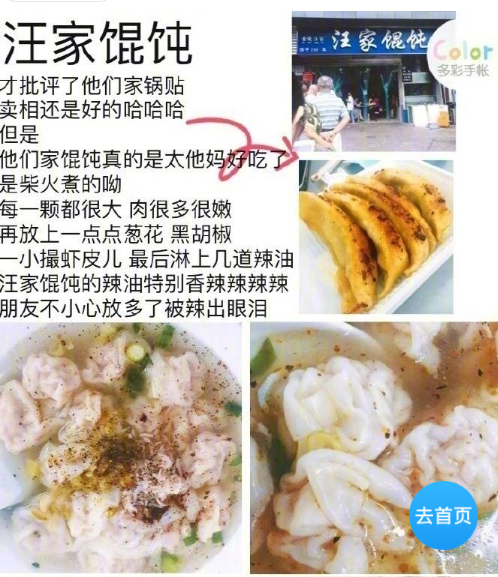 汪家馄饨
才批评了他们家锅贴
卖相还是好的哈哈哈
但是
他们家馄饨真的是太他妈好吃了
是柴火煮的呦
每一颗都很大 肉很多很嫩
再放上一点点葱花 黑胡椒
一小撮虾皮儿 最后淋上几道辣油
汪家馄饨的辣油特别香辣辣辣辣
朋友不小心放多了被辣出眼泪
汪家馄饨
Color
多彩手帐
去首页